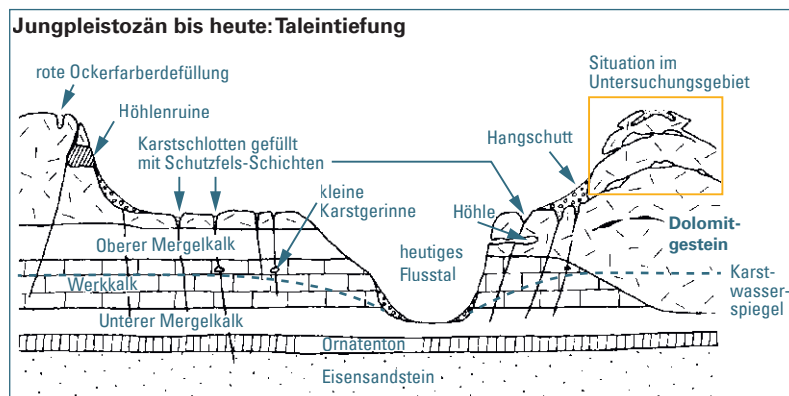 Jungpleistozän bis heute: Taleintiefung
rote Ockerfarberdefüllung
Höhlenruine
Karstschlotten gefüllt
mit Schutzfels-Schichten
kleine
Karstgerinne
Hangschutt
Situation im
Untersuchungsgebiet
Höhle
Dolomit-
gestein
Oberer Mergelkalk
heutiges
Flusstal
Werkkalk
Karst-
wasser-
spiegel
Unterer Mergelkalk
Ornatenton
Eisensandstein